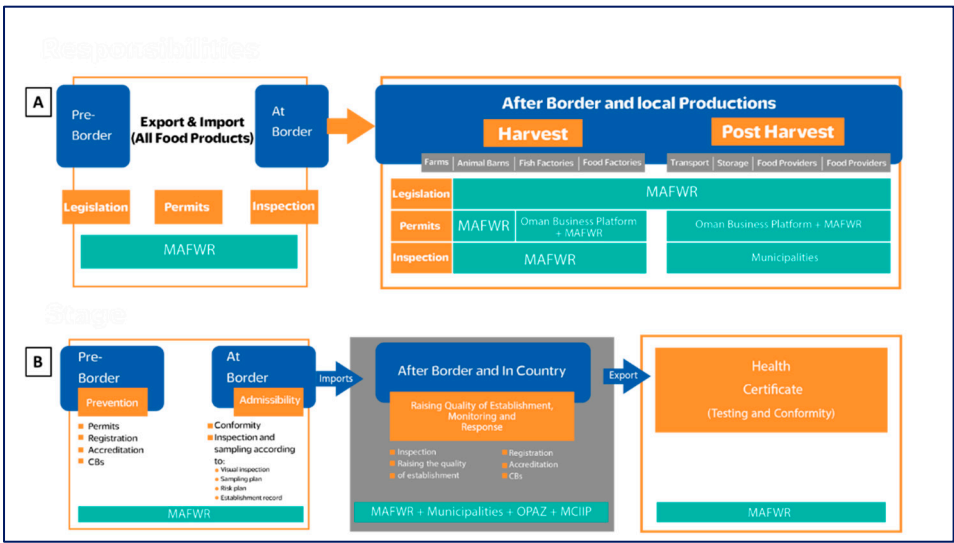 Responsibilities
A
Pre-
Border
Export & Import
(All Food Products)
At
Border
Legislation
Permits
Inspection
MAFWR
After Border and local Productions
Harvest
Post Harvest
Farms
Animal Barns
Fish Factories
Food Factories
Transport
Storage
Food Providers
Food Providers
Legislation
MAFWR
Permits
MAFWR
Oman Business Platform
+ MAFWR
Oman Business Platform + MAFWR
Inspection
MAFWR
Municipalities
Stage
B
Pre-
Border
Prevention
Permits
Registration
Accreditation
CBs
At
Border
Admissibility
Conformity
Inspection and
sampling according
to:
Visual inspection
Sampling plan
Risk plan
Establishment record
MAFWR
Imports
After Border and In Country
Raising Quality of Establishment,
Monitoring and
Response
Inspection
Raising the quality
of establishment
Registration
Accreditation
CBs
MAFWR + Municipalities + OPAZ + MCIIP
Export
Health
Certificate
(Testing and Conformity)
MAFWR